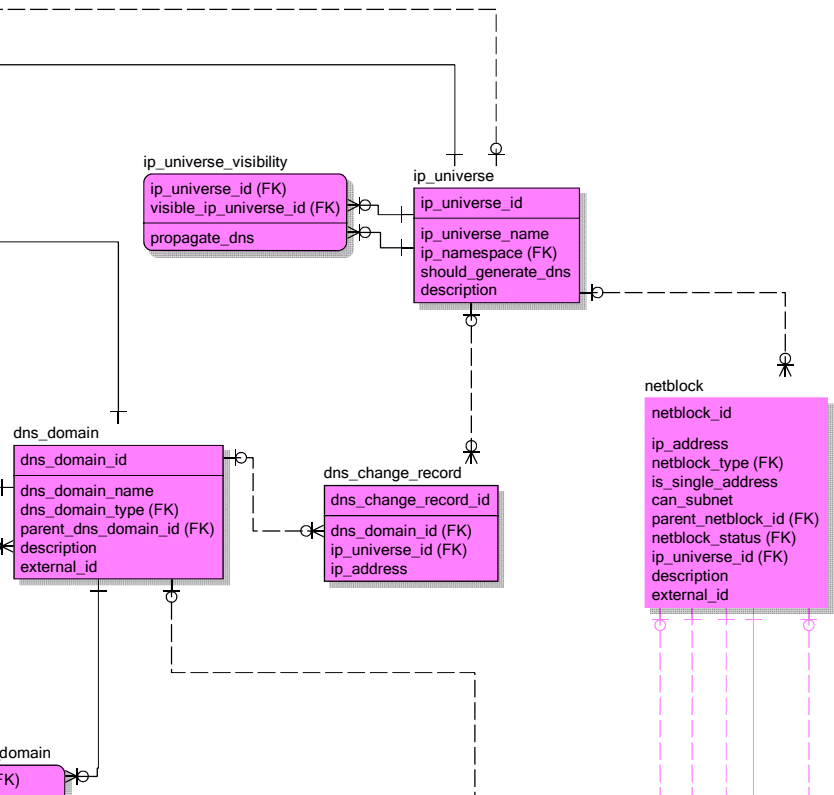 ip_universe_visibility
ip_universe_id (FK)
visible_ip_universe_id (FK)
propagate_dns
ip_universe
ip_universe_id
ip_universe_name
ip_namespace (FK)
should_generate_dns
description
netblock
netblock_id
ip_address
netblock_type (FK)
is_single_address
can_subnet
parent_netblock_id (FK)
netblock_status (FK)
ip_universe_id (FK)
description
external_id
dns_domain
dns_domain_id
dns_domain_name
dns_domain_type (FK)
parent_dns_domain_id (FK)
description
external_id
dns_change_record
dns_change_record_id
dns_domain_id (FK)
ip_universe_id (FK)
ip_address
domain
FK)